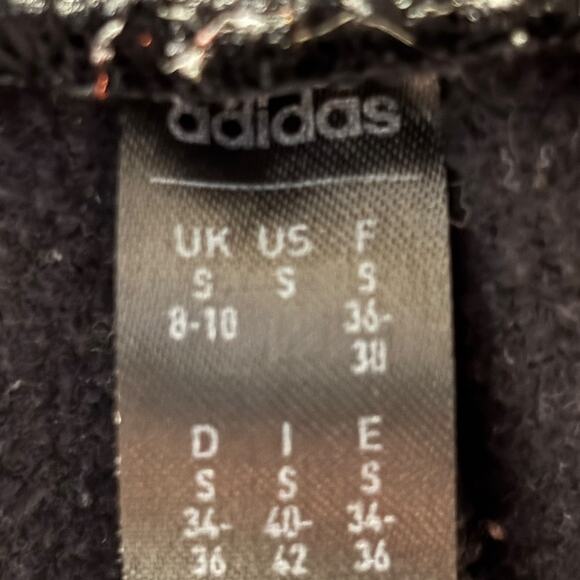 adidas
UK US F
S S S
8-10 36-
38
D I E
S S S
34- 40- 34-
36 42 36